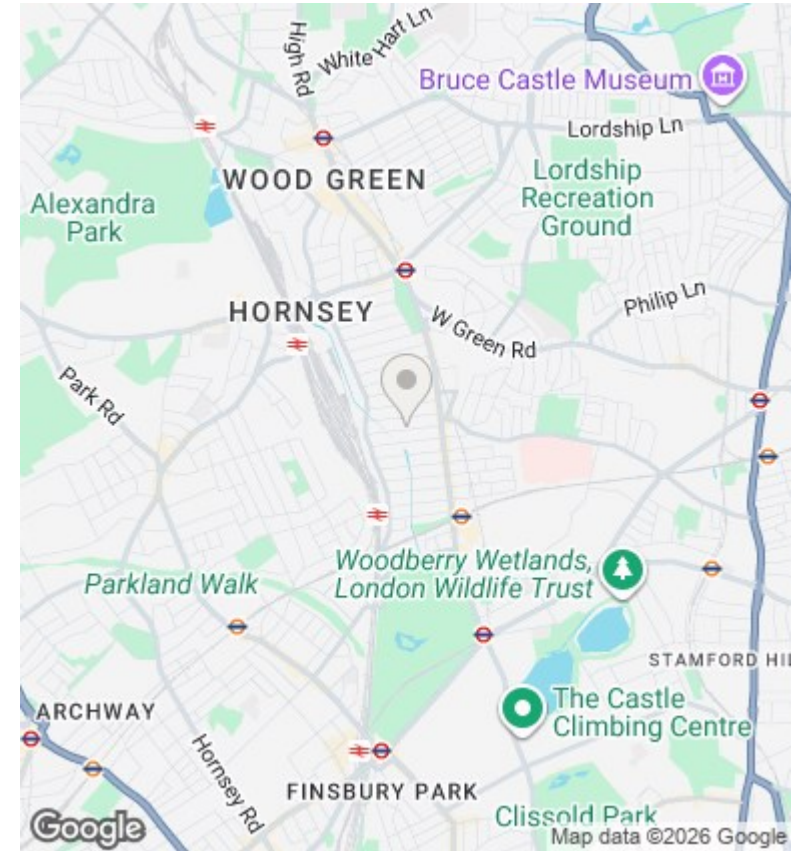 White Hart Ln
High Rd
Bruce Castle Museum
Lordship Ln
WOOD GREEN
Lordship
Recreation
Ground
Alexandra
Park
Philip Ln
HORNSEY
W Green Rd
Park Rd
Woodberry Wetlands,
London Wildlife Trust
Parkland Walk
STAMFORD HIL
ARCHWAY
The Castle
Climbing Centre
Hornsey Rd
FINSBURY PARK
Clissold Park
Google
Map data ©2026 Google